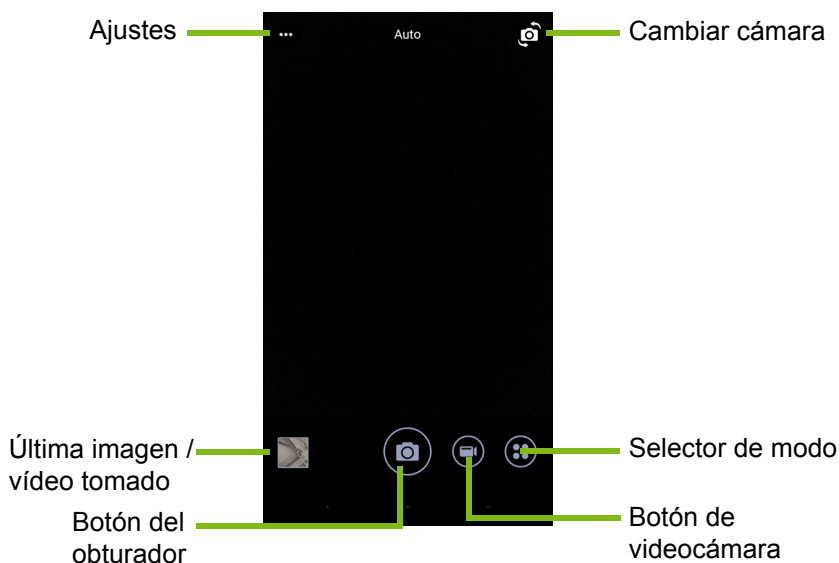 Ajustes
Auto
Cambiar cámara
Última imagen /
vídeo tomado
Selector de modo
Botón del
obturador
Botón de
videocámara